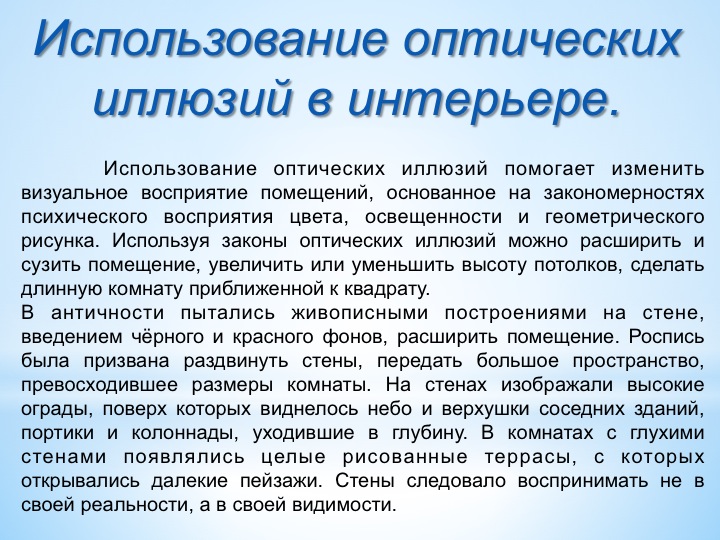 Использование оптических
иллюзий в интерьере.
Использование оптических иллюзий помогает изменить
визуальное восприятие помещений, основанное на закономерностях
психического восприятия цвета, освещенности и геометрического
рисунка. Используя законы оптических иллюзий можно расширить и
сузить помещение, увеличить или уменьшить высоту потолков, сделать
длинную комнату приближенной к квадрату.
В античности пытались живописными построениями на стене,
введением чёрного и красного фонов, расширить помещение. Роспись
была призвана раздвинуть стены, передать большое пространство,
превосходившее размеры комнаты. На стенах изображали высокие
ограды, поверх которых виднелось небо и верхушки соседних зданий,
портики и колоннады, уходившие в глубину. В комнатах с глухими
стенами появлялись целые рисованные террасы, с которых
открывались далекие пейзажи. Стены следовало воспринимать не в
своей реальности, а в своей видимости.